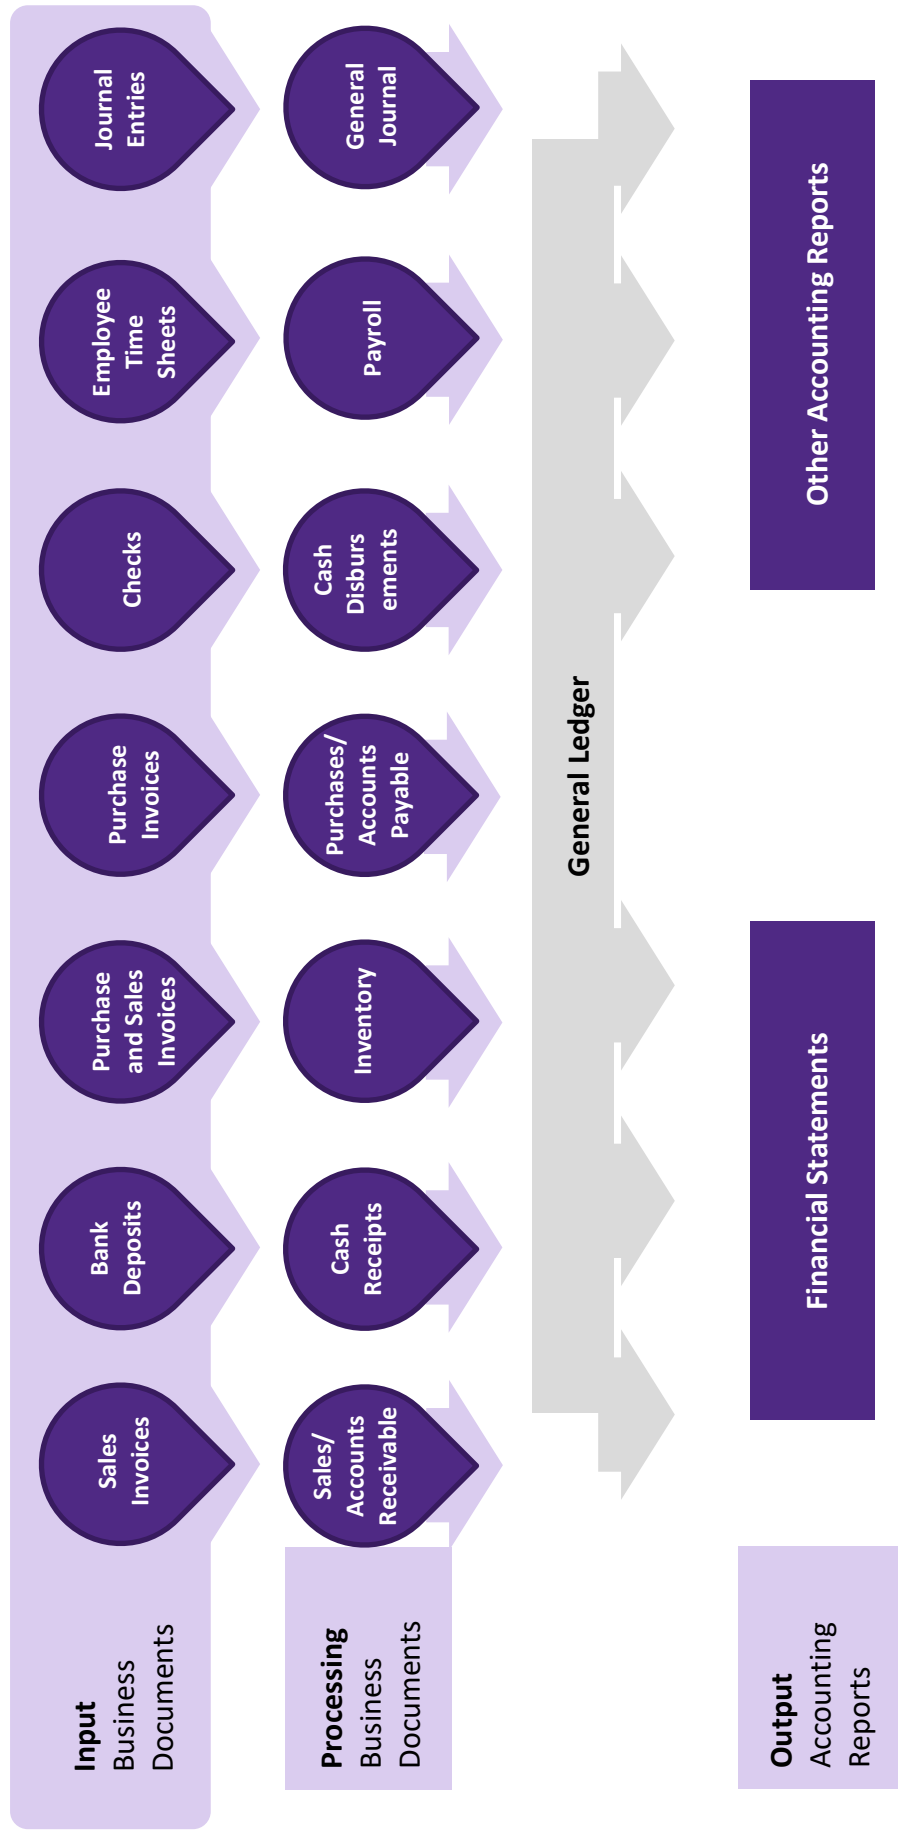 Input
Business
Documents
Sales
Invoices
Bank
Deposits
Purchase
and Sales
Invoices
Purchase
Invoices
Checks
Employee
Time
Sheets
Journal
Entries
Processing
Business
Documents
Sales/
Accounts
Receivable
Cash
Receipts
Inventory
Purchases/
Accounts
Payable
Cash
Disburs
ements
Payroll
General
Journal
General Ledger
Output
Accounting
Reports
Financial Statements
Other Accounting Reports